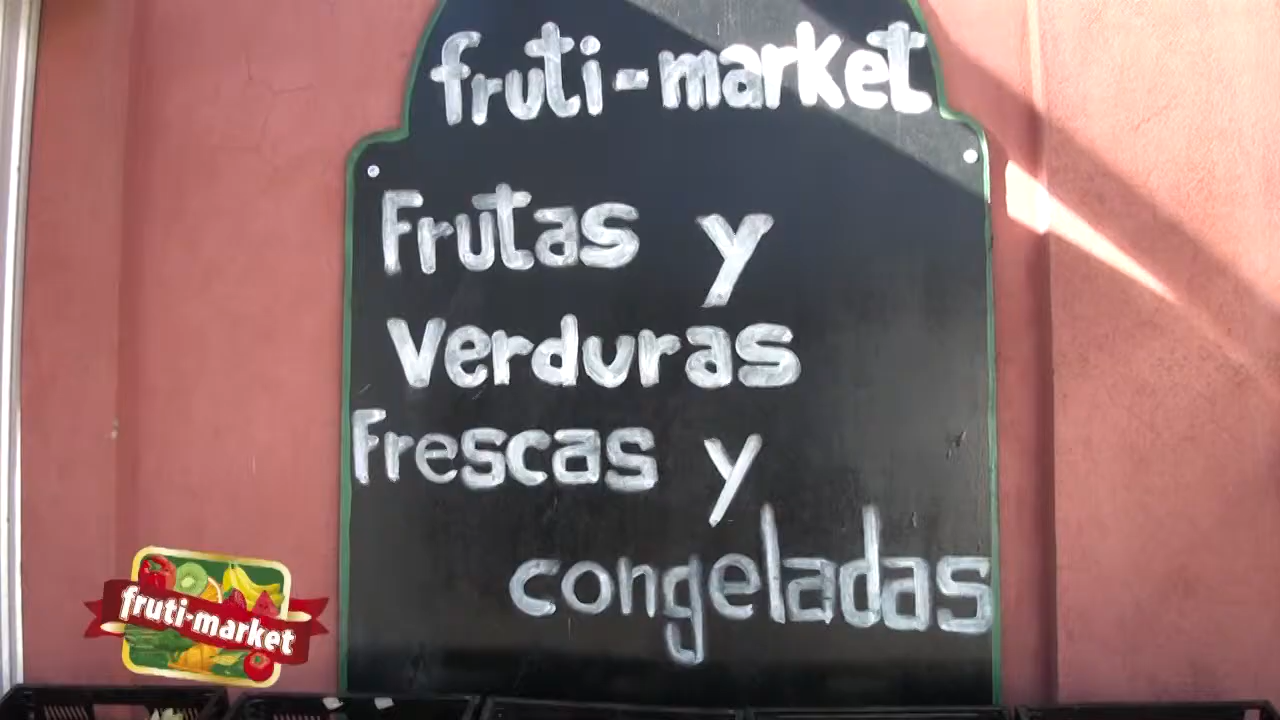 fruti-market
Frutas y
Verduras
Frescas y
congeladas
fruti-market